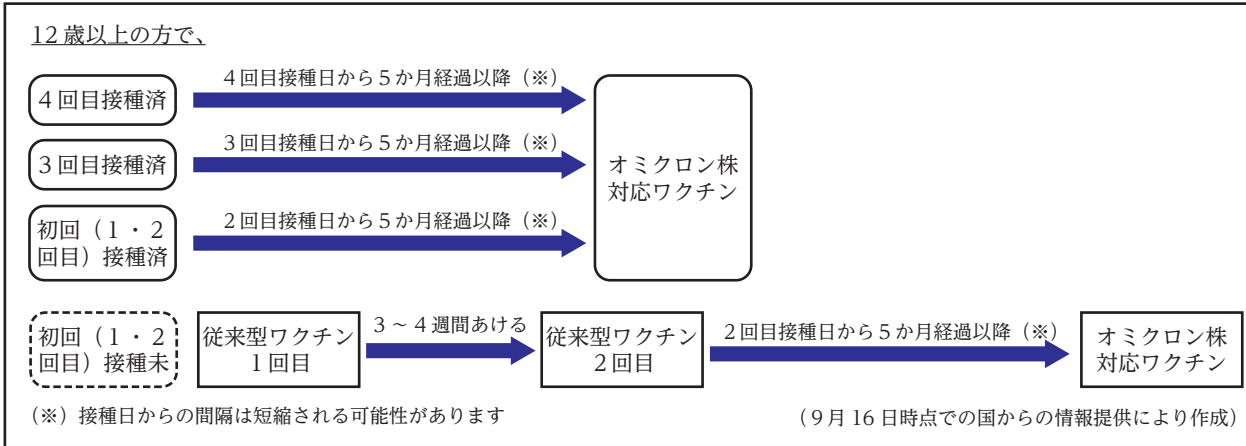 12歳以上の方で、
4回目接種済
4回目接種日から5か月経過以降（※）
3回目接種済
3回目接種日から5か月経過以降（※）
初回（1・2
回目）接種済
2回目接種日から5か月経過以降（※）
オミクロン株
対応ワクチン
初回（1・2
回目）接種未
従来型ワクチン
1回目
3～4週間あける
従来型ワクチン
2回目
2回目接種日から5か月経過以降（※）
オミクロン株
対応ワクチン
（※）接種日からの間隔は短縮される可能性があります
（9月16日時点での国からの情報提供により作成）